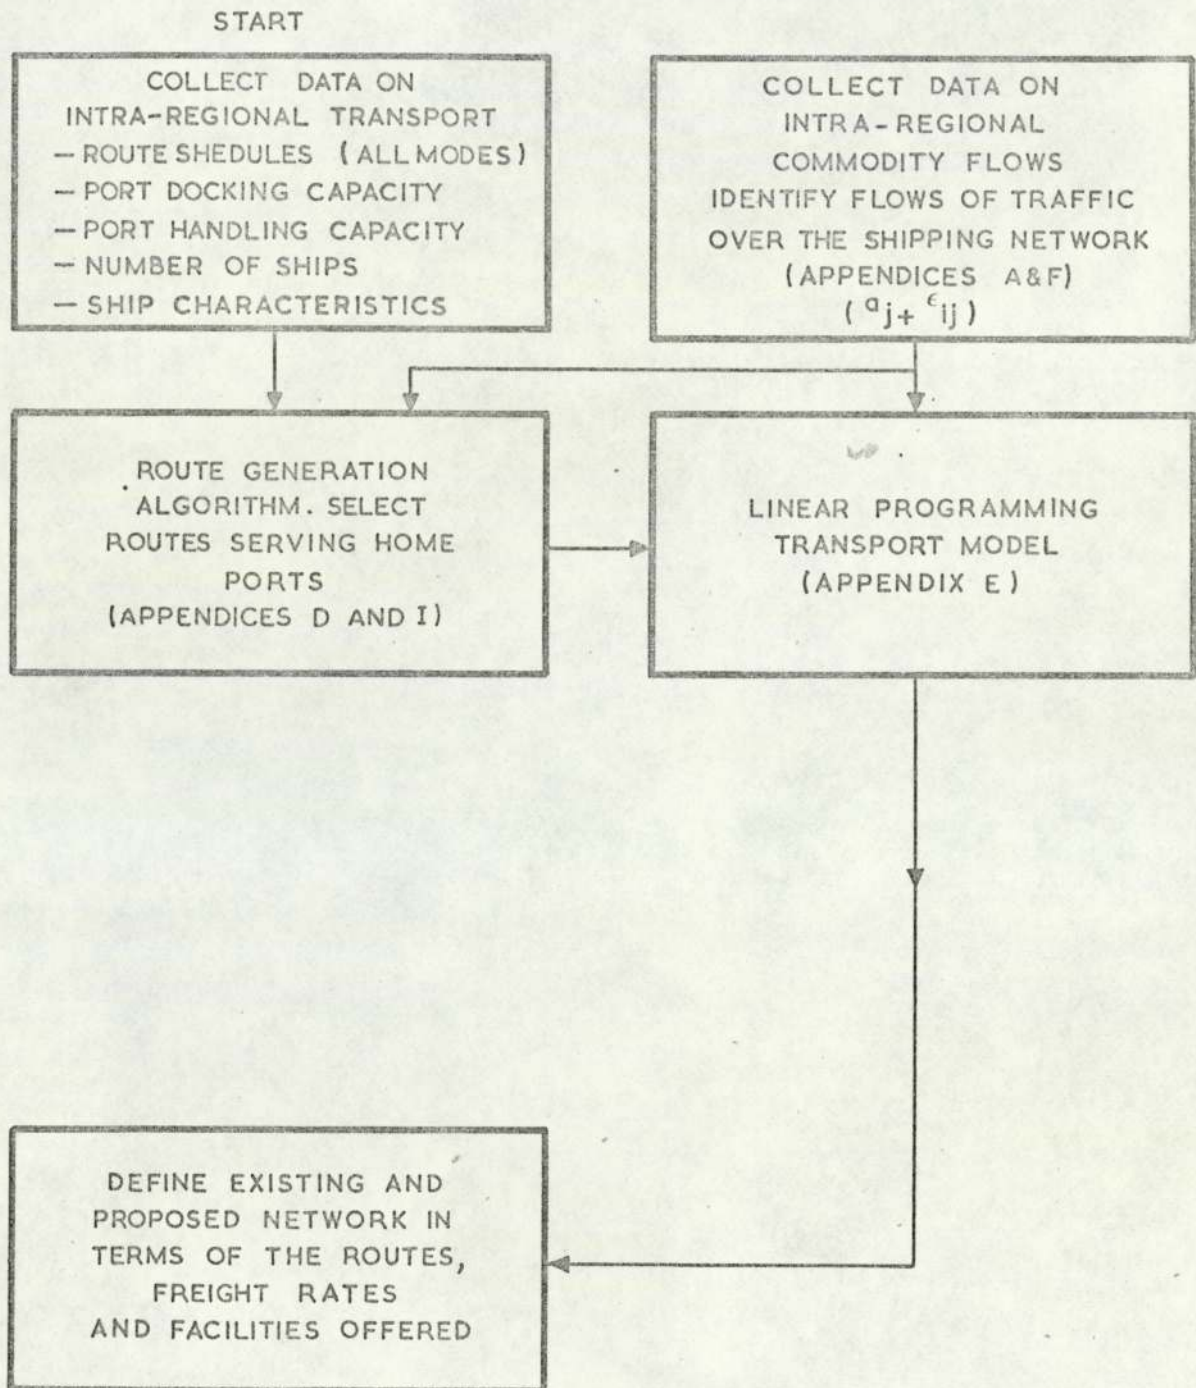 START
COLLECT DATA ON
INTRA-REGIONAL TRANSPORT
— ROUTE SHEDULES (ALL MODES)
— PORT DOCKING CAPACITY
— PORT HANDLING CAPACITY
— NUMBER OF SHIPS
— SHIP CHARACTERISTICS
COLLECT DATA ON
INTRA-REGIONAL
COMMODITY FLOWS
IDENTIFY FLOWS OF TRAFFIC
OVER THE SHIPPING NETWORK
(APPENDICES A&F)
( aj+ ϵij )
ROUTE GENERATION
ALGORITHM. SELECT
ROUTES SERVING HOME
PORTS
(APPENDICES D AND I)
LINEAR PROGRAMMING
TRANSPORT MODEL
(APPENDIX E)
DEFINE EXISTING AND
PROPOSED NETWORK IN
TERMS OF THE ROUTES,
FREIGHT RATES
AND FACILITIES OFFERED